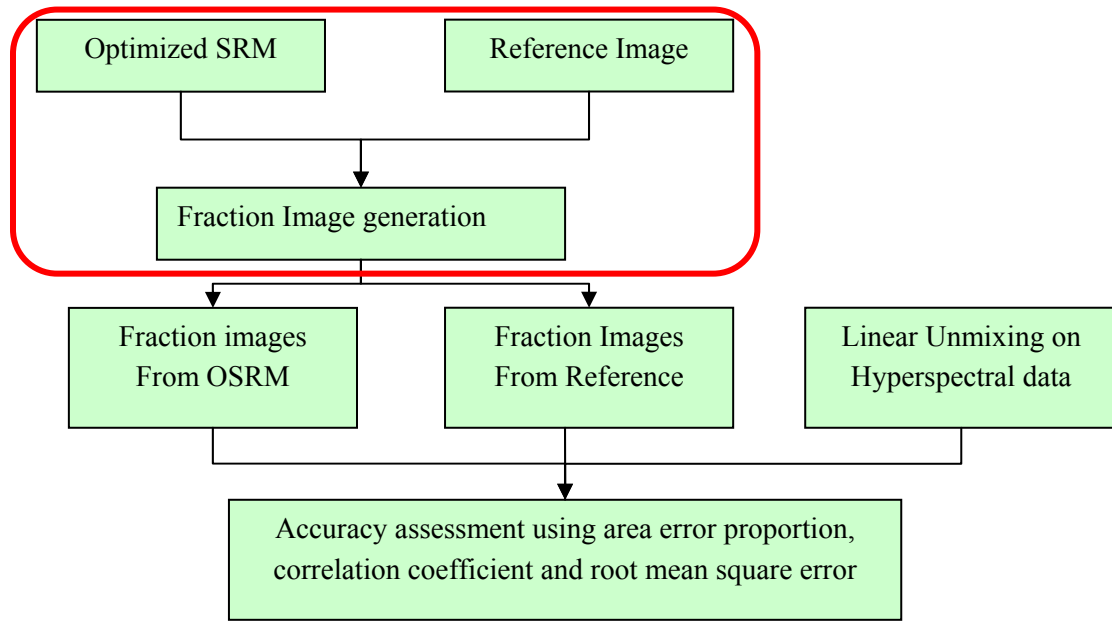 Optimized SRM
Reference Image
Fraction Image generation
Fraction images
From OSRM
Fraction Images
From Reference
Linear Unmixing on
Hyperspectral data
Accuracy assessment using area error proportion,
correlation coefficient and root mean square error